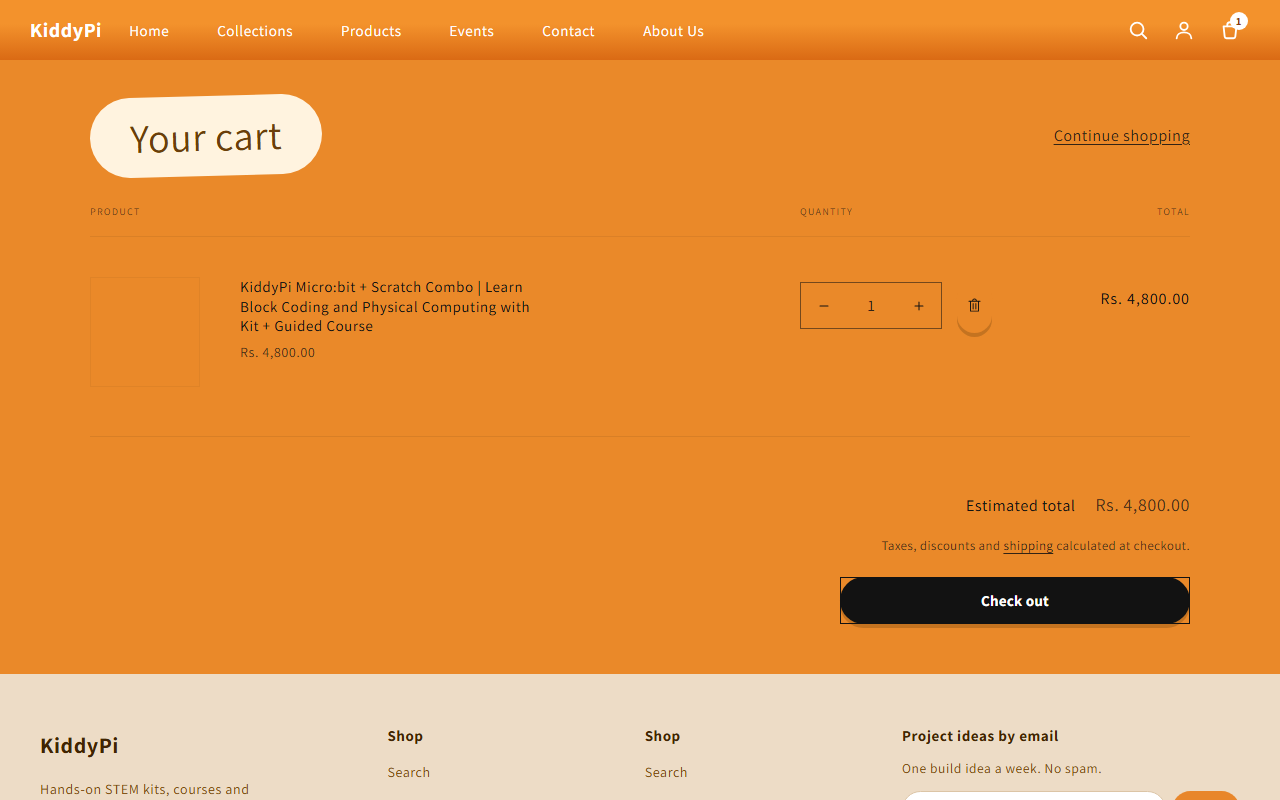 KiddyPi Home Collections Products Events Contact About Us 1
Your cart
Continue shopping
PRODUCT QUANTITY TOTAL
KiddyPi Micro:bit + Scratch Combo | Learn
Block Coding and Physical Computing with
Kit + Guided Course
Rs. 4,800.00
− 1 +
Rs. 4,800.00
Estimated total Rs. 4,800.00
Taxes, discounts and shipping calculated at checkout.
Check out
KiddyPi
Hands-on STEM kits, courses and
Shop
Search
Shop
Search
Project ideas by email
One build idea a week. No spam.